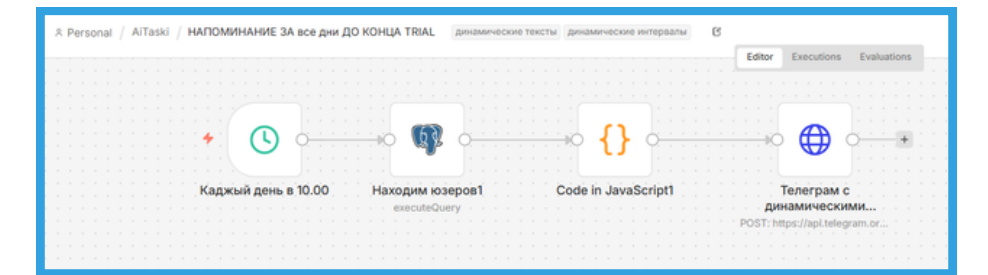 Personal / AiTaski / НАПОМИНАНИЕ ЗА все дни ДО КОНЦА TRIAL динамические тексты динамические интервалы
Editor Executions Evaluations
Каджый день в 10.00
Находим юзеров1
executeQuery
Code in JavaScript1
Телеграм с
динамическими...
POST: https://api.telegram.or...